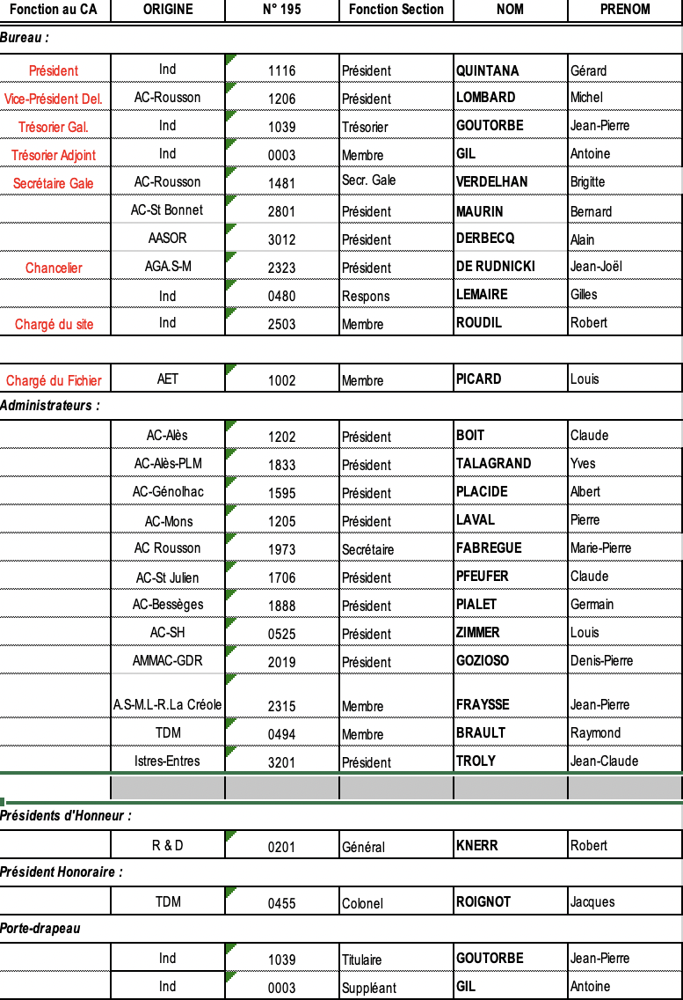 Fonction au CA ORIGINE N° 195 Fonction Section NOM PRENOM
Bureau :
Président Ind 1116 Président QUINTANA Gérard
Vice-Président Del. AC-Rousson 1206 Président LOMBARD Michel
Trésorier Gal. Ind 1039 Trésorier GOUTORBE Jean-Pierre
Trésorier Adjoint Ind 0003 Membre GIL Antoine
Secrétaire Gale AC-Rousson 1481 Secr. Gale VERDELHAN Brigitte
AC-St Bonnet 2801 Président MAURIN Bernard
AASOR 3012 Président DERBECQ Alain
Chancelier AGA.S-M 2323 Président DE RUDNICKI Jean-Joël
Ind 0480 Respons LEMAIRE Gilles
Chargé du site Ind 2503 Membre ROUDIL Robert
Chargé du Fichier AET 1002 Membre PICARD Louis
Administrateurs :
AC-Alès 1202 Président BOIT Claude
AC-Alès-PLM 1833 Président TALAGRAND Yves
AC-Génolhac 1595 Président PLACIDE Albert
AC-Mons 1205 Président LAVAL Pierre
AC Rousson 1973 Secrétaire FABREGUE Marie-Pierre
AC-St Julien 1706 Président PFEUFER Claude
AC-Bessèges 1888 Président PIALET Germain
AC-SH 0525 Président ZIMMER Louis
AMMAC-GDR 2019 Président GOZIOSO Denis-Pierre
A.S-M.L-R.La Créole 2315 Membre FRAYSSE Jean-Pierre
TDM 0494 Membre BRAULT Raymond
Istres-Entres 3201 Président TROLY Jean-Claude
Présidents d'Honneur :
R & D 0201 Général KNERR Robert
Président Honoraire :
TDM 0455 Colonel ROIGNOT Jacques
Porte-drapeau
Ind 1039 Titulaire GOUTORBE Jean-Pierre
Ind 0003 Suppléant GIL Antoine